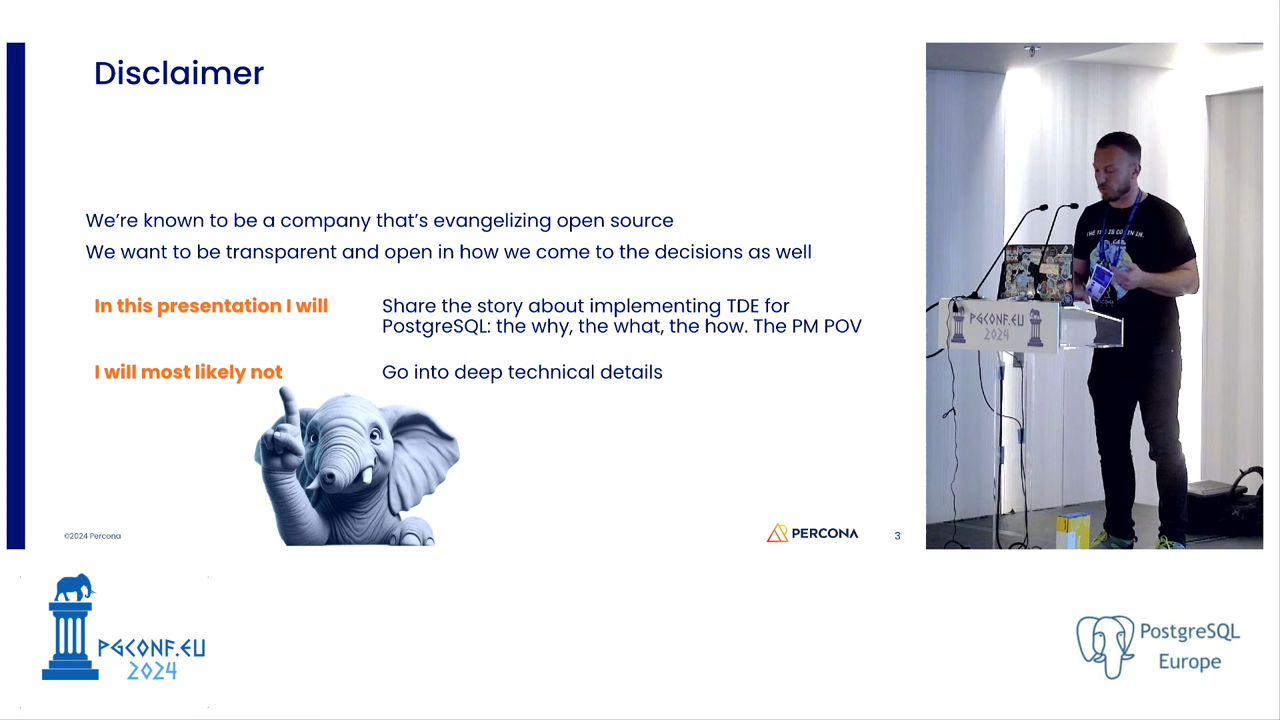 Disclaimer
We're known to be a company that's evangelizing open source
We want to be transparent and open in how we come to the decisions as well
In this presentation I will
Share the story about implementing TDE for
PostgreSQL: the why, the what, the how. The PM POV
I will most likely not
Go into deep technical details
©2024 Percona
PERCONA
3
PGCONF.EU
2024
PGCONF.EU
2024
PostgreSQL
Europe